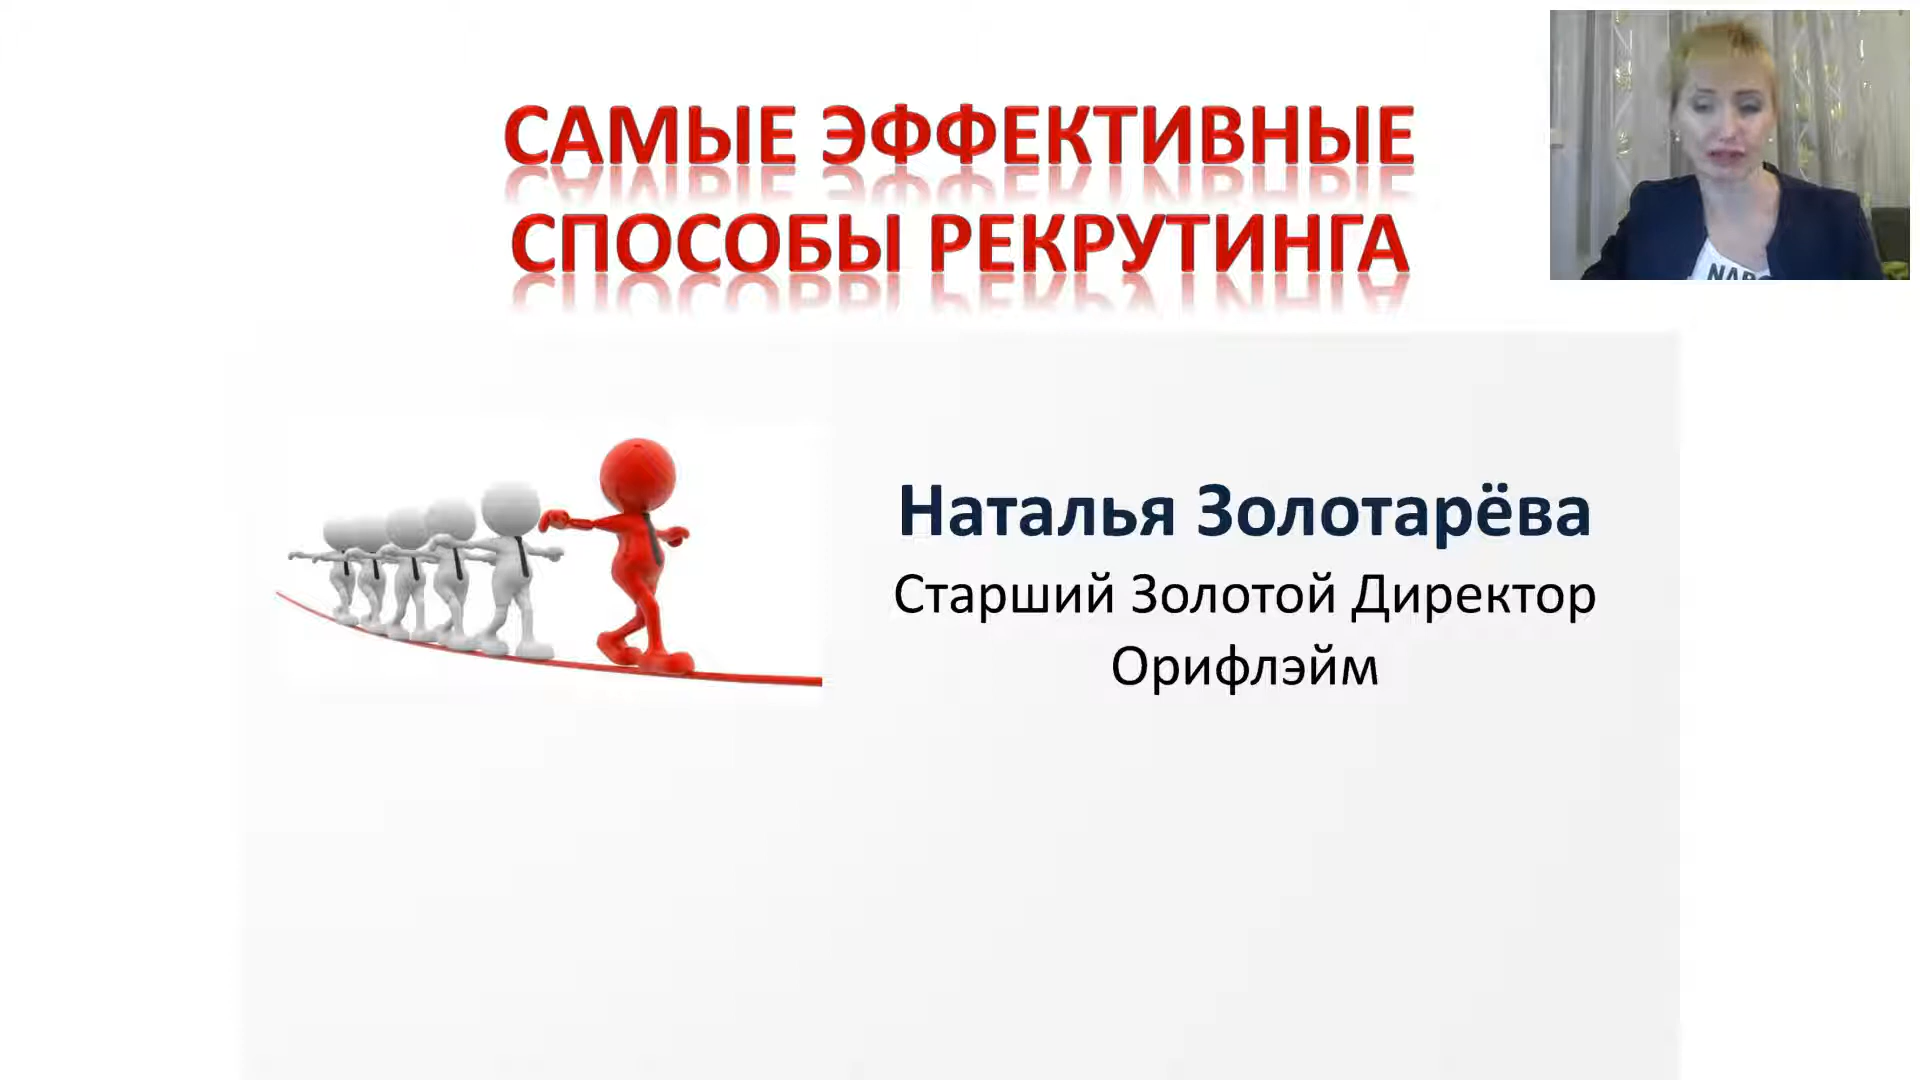 САМЫЕ ЭФФЕКТИВНЫЕ
СПОСОБЫ РЕКРУТИНГА
Наталья Золотарёва
Старший Золотой Директор
Орифлэйм